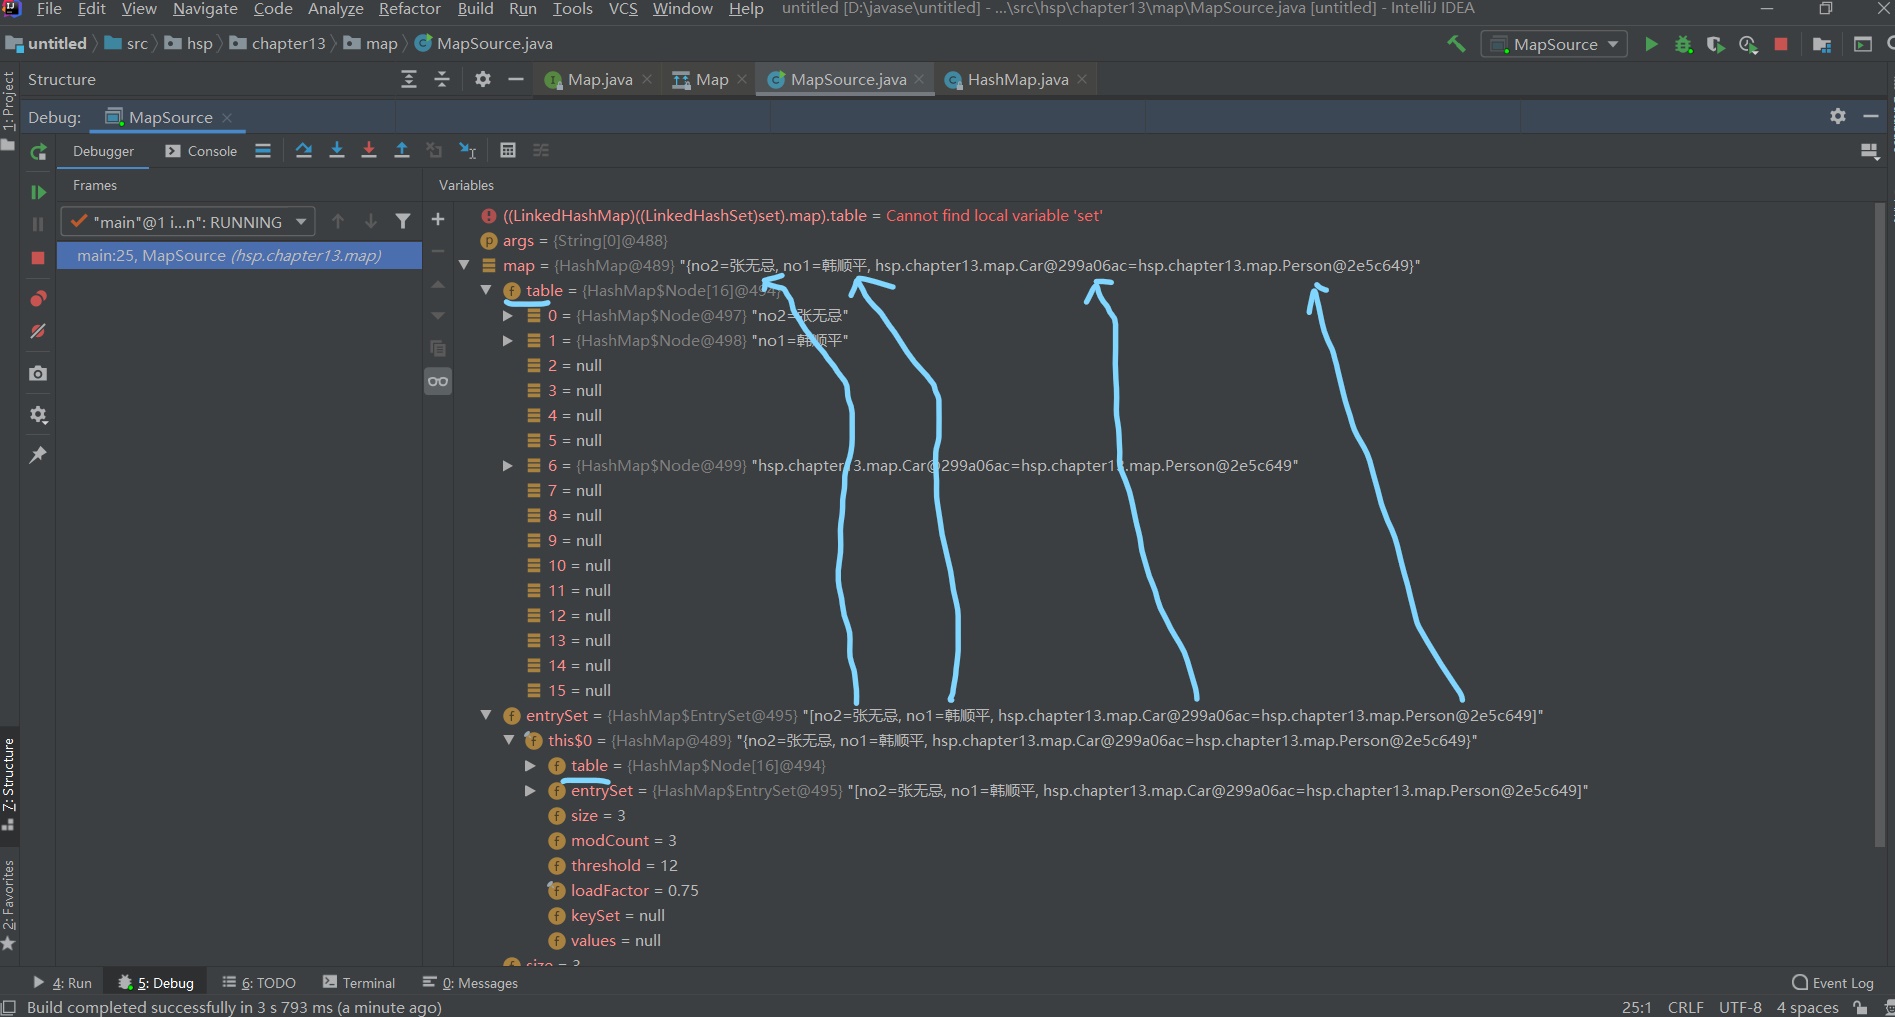 File Edit View Navigate Code Analyze Refactor Build Run Tools VCS Window Help untitled [D:\javase\untitled] - ...\src\hsp\chapter13\map\MapSource.java [untitled] - IntelliJ IDEA
untitled src hsp chapter13 map MapSource.java MapSource
Structure Map.java Map MapSource.java HashMap.java
1: Project
Debug: MapSource
Debugger Console
Frames Variables
"main"@1 i...n": RUNNING
main:25, MapSource (hsp.chapter13.map)
((LinkedHashMap)((LinkedHashSet)set).map).table = Cannot find local variable 'set'
args = {String[0]@488}
map = {HashMap@489} "{no2=张无忌, no1=韩顺平, hsp.chapter13.map.Car@299a06ac=hsp.chapter13.map.Person@2e5c649}"
table = {HashMap$Node[16]@494}
0 = {HashMap$Node@497} "no2=张无忌"
1 = {HashMap$Node@498} "no1=韩顺平"
2 = null
3 = null
4 = null
5 = null
6 = {HashMap$Node@499} "hsp.chapter13.map.Car@299a06ac=hsp.chapter13.map.Person@2e5c649"
7 = null
8 = null
9 = null
10 = null
11 = null
12 = null
13 = null
14 = null
15 = null
entrySet = {HashMap$EntrySet@495} "[no2=张无忌, no1=韩顺平, hsp.chapter13.map.Car@299a06ac=hsp.chapter13.map.Person@2e5c649]"
this$0 = {HashMap@489} "{no2=张无忌, no1=韩顺平, hsp.chapter13.map.Car@299a06ac=hsp.chapter13.map.Person@2e5c649}"
table = {HashMap$Node[16]@494}
entrySet = {HashMap$EntrySet@495} "[no2=张无忌, no1=韩顺平, hsp.chapter13.map.Car@299a06ac=hsp.chapter13.map.Person@2e5c649]"
size = 3
modCount = 3
threshold = 12
loadFactor = 0.75
keySet = null
values = null
size = 3
7: Structure
2: Favorites
4: Run 5: Debug 6: TODO Terminal 0: Messages Event Log
Build completed successfully in 3 s 793 ms (a minute ago) 25:1 CRLF UTF-8 4 spaces